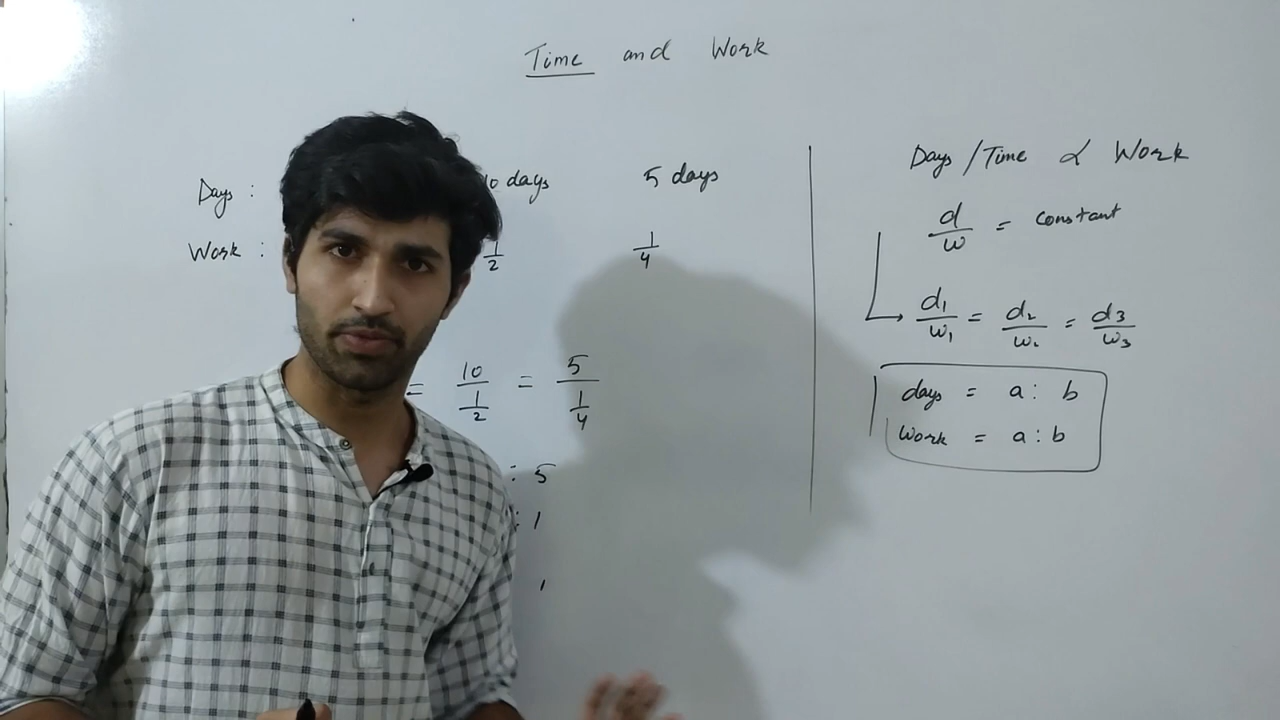 Time and Work
Days : 10 days 5 days
Work : 1/2 1/4
= 10/(1/2) = 5/(1/4)
: 5
: 1
1
Days / Time ∝ Work
d/w = constant
d₁/w₁ = d₂/w₂ = d₃/w₃
days = a : b
Work = a : b